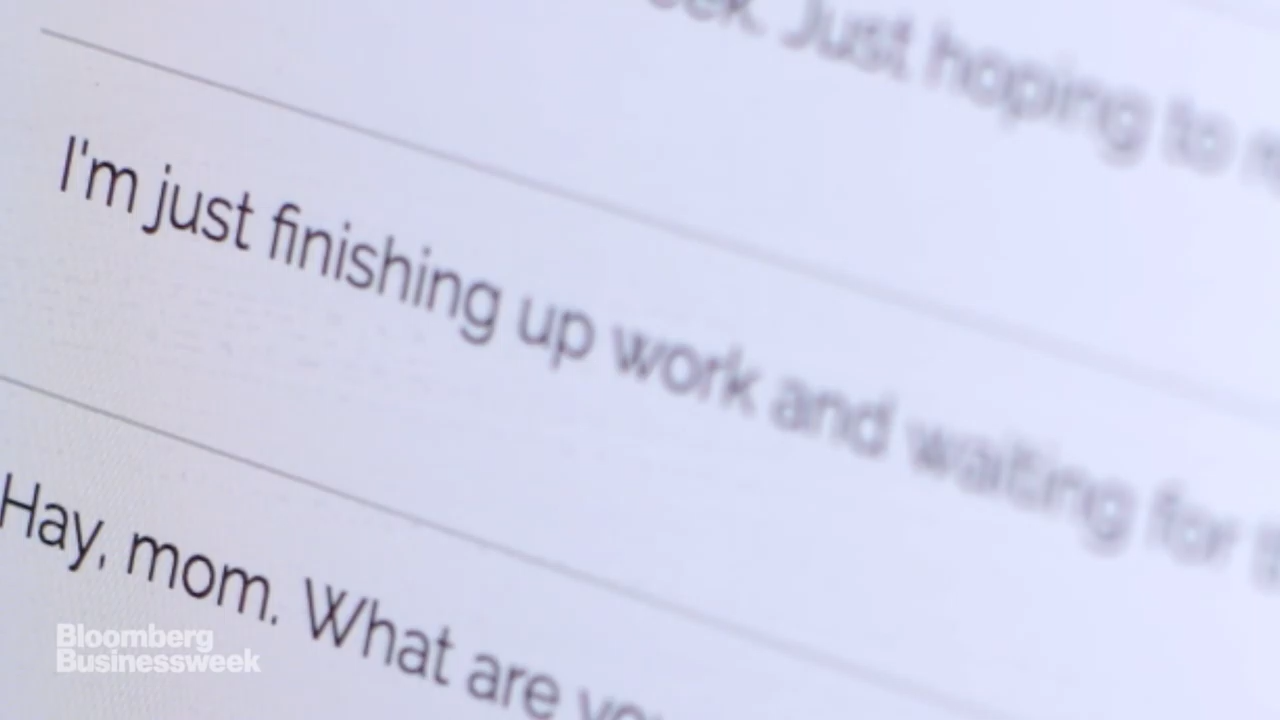 Just hoping to
I'm just finishing up work and waiting for
Hay, mom. What are
Bloomberg
Businessweek